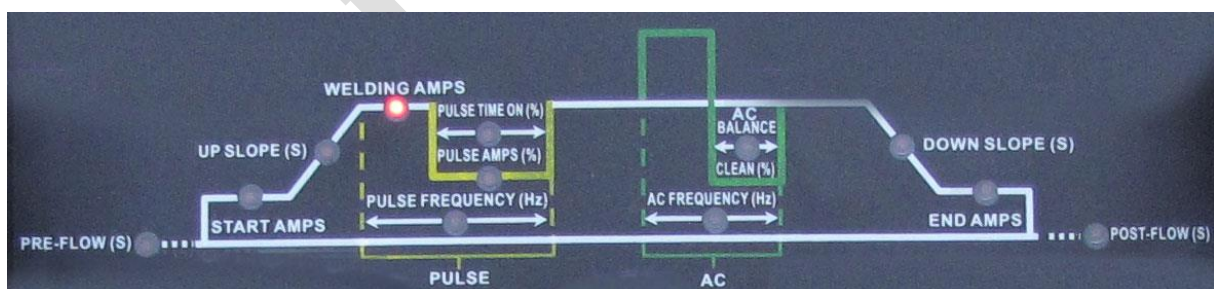 WELDING AMPS
PULSE TIME ON (%)
AC
BALANCE
UP SLOPE (S)
PULSE AMPS (%)
DOWN SLOPE (S)
CLEAN (%)
PULSE FREQUENCY (Hz)
AC FREQUENCY (Hz)
START AMPS
END AMPS
PRE-FLOW (S)
POST-FLOW (S)
PULSE
AC